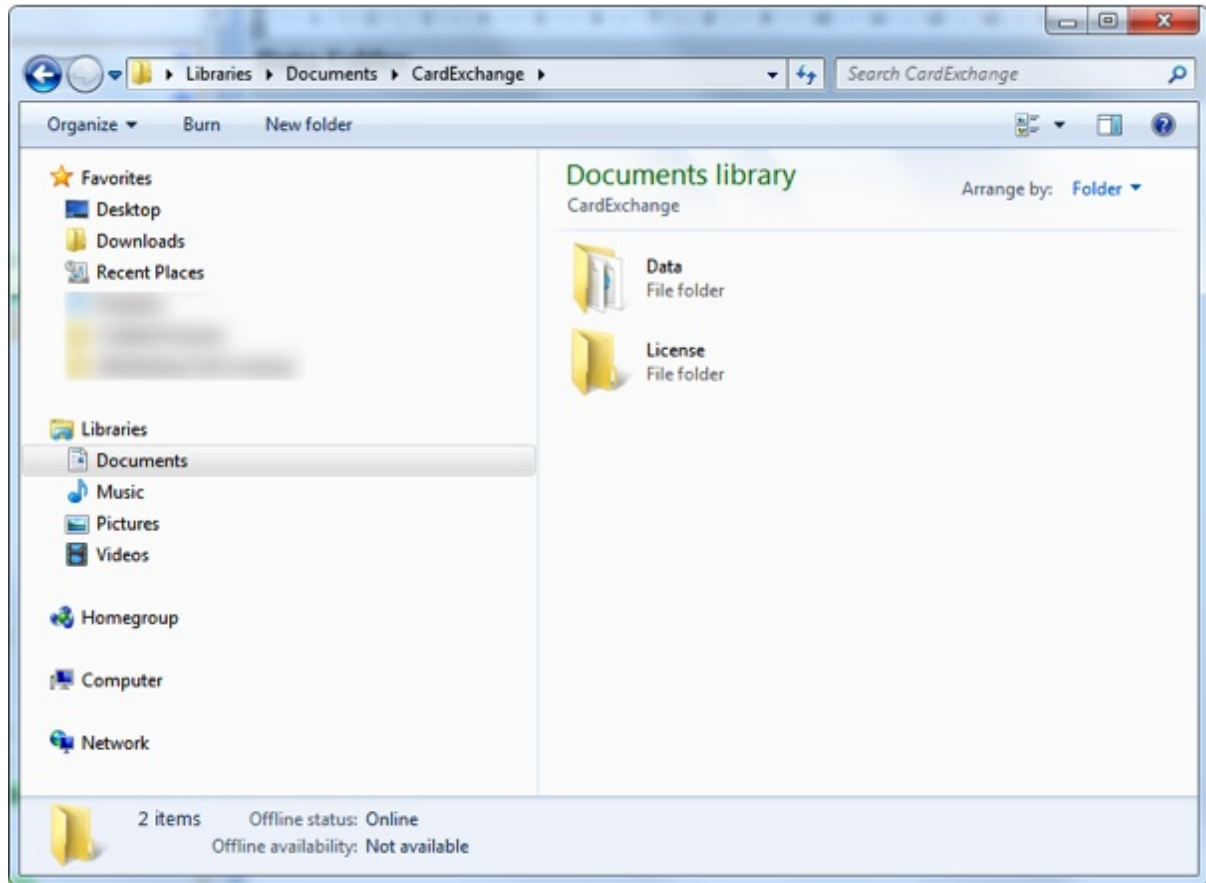 Libraries Documents CardExchange
Search CardExchange
Organize Burn New folder
Favorites
Desktop
Downloads
Recent Places
Libraries
Documents
Music
Pictures
Videos
Homegroup
Computer
Network
Documents library
CardExchange
Arrange by: Folder
Data
File folder
License
File folder
2 items Offline status: Online
Offline availability: Not available